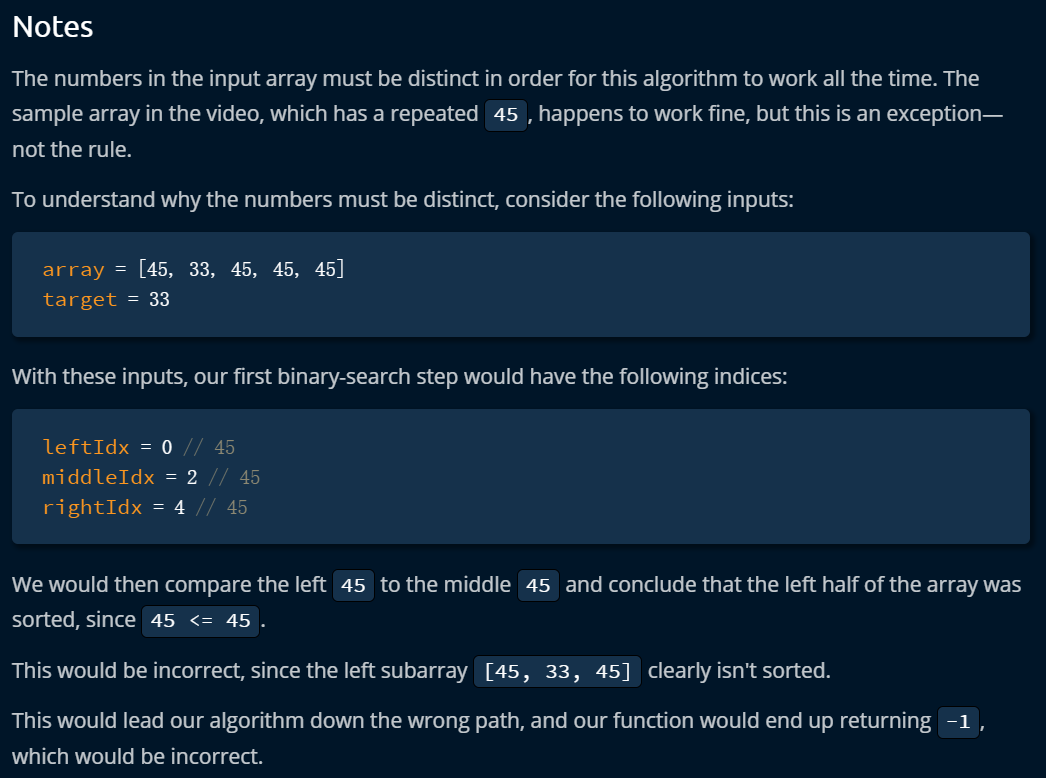 Notes
The numbers in the input array must be distinct in order for this algorithm to work all the time. The
sample array in the video, which has a repeated 45 , happens to work fine, but this is an exception—
not the rule.
To understand why the numbers must be distinct, consider the following inputs:
array = [45, 33, 45, 45, 45]
target = 33
With these inputs, our first binary-search step would have the following indices:
leftIdx = 0 // 45
middleIdx = 2 // 45
rightIdx = 4 // 45
We would then compare the left 45 to the middle 45 and conclude that the left half of the array was
sorted, since 45 <= 45 .
This would be incorrect, since the left subarray [45, 33, 45] clearly isn't sorted.
This would lead our algorithm down the wrong path, and our function would end up returning -1 ,
which would be incorrect.